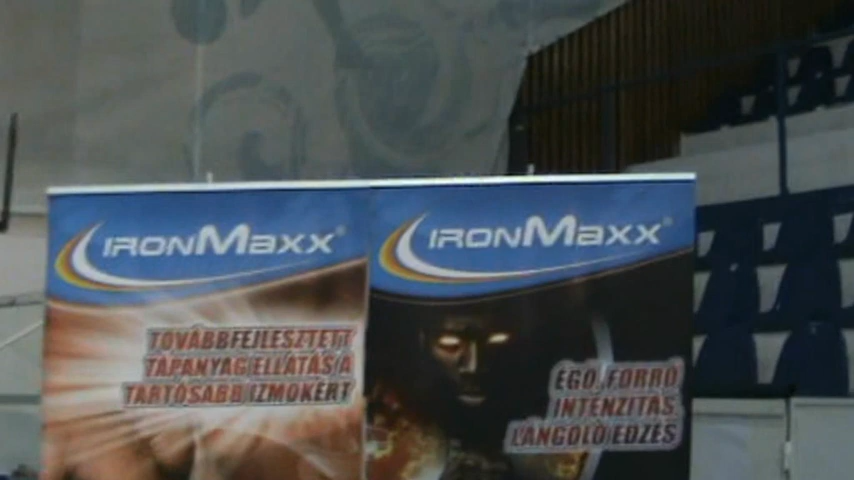 IRONMaxx®
TOVÁBBFEJLESZTETT
TÁPANYAG ELLÁTÁS A
TARTÓSABB IZMOKÉRT
IRONMaxx®
ÉGŐ, FORRÓ
INTENZITÁS
LÁNGOLÓ EDZÉS